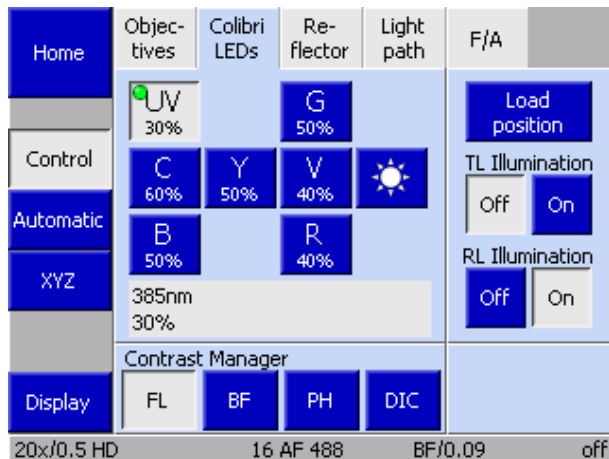 Home
Control
Automatic
XYZ
Display
Objec-
tives
Colibri
LEDs
Re-
flector
Light
path
F/A
UV
30%
G
50%
C
60%
Y
50%
V
40%
B
50%
R
40%
385nm
30%
Load
position
TL Illumination
Off
On
RL Illumination
Off
On
Contrast Manager
FL
BF
PH
DIC
20x/0.5 HD
16 AF 488
BF/0.09
off